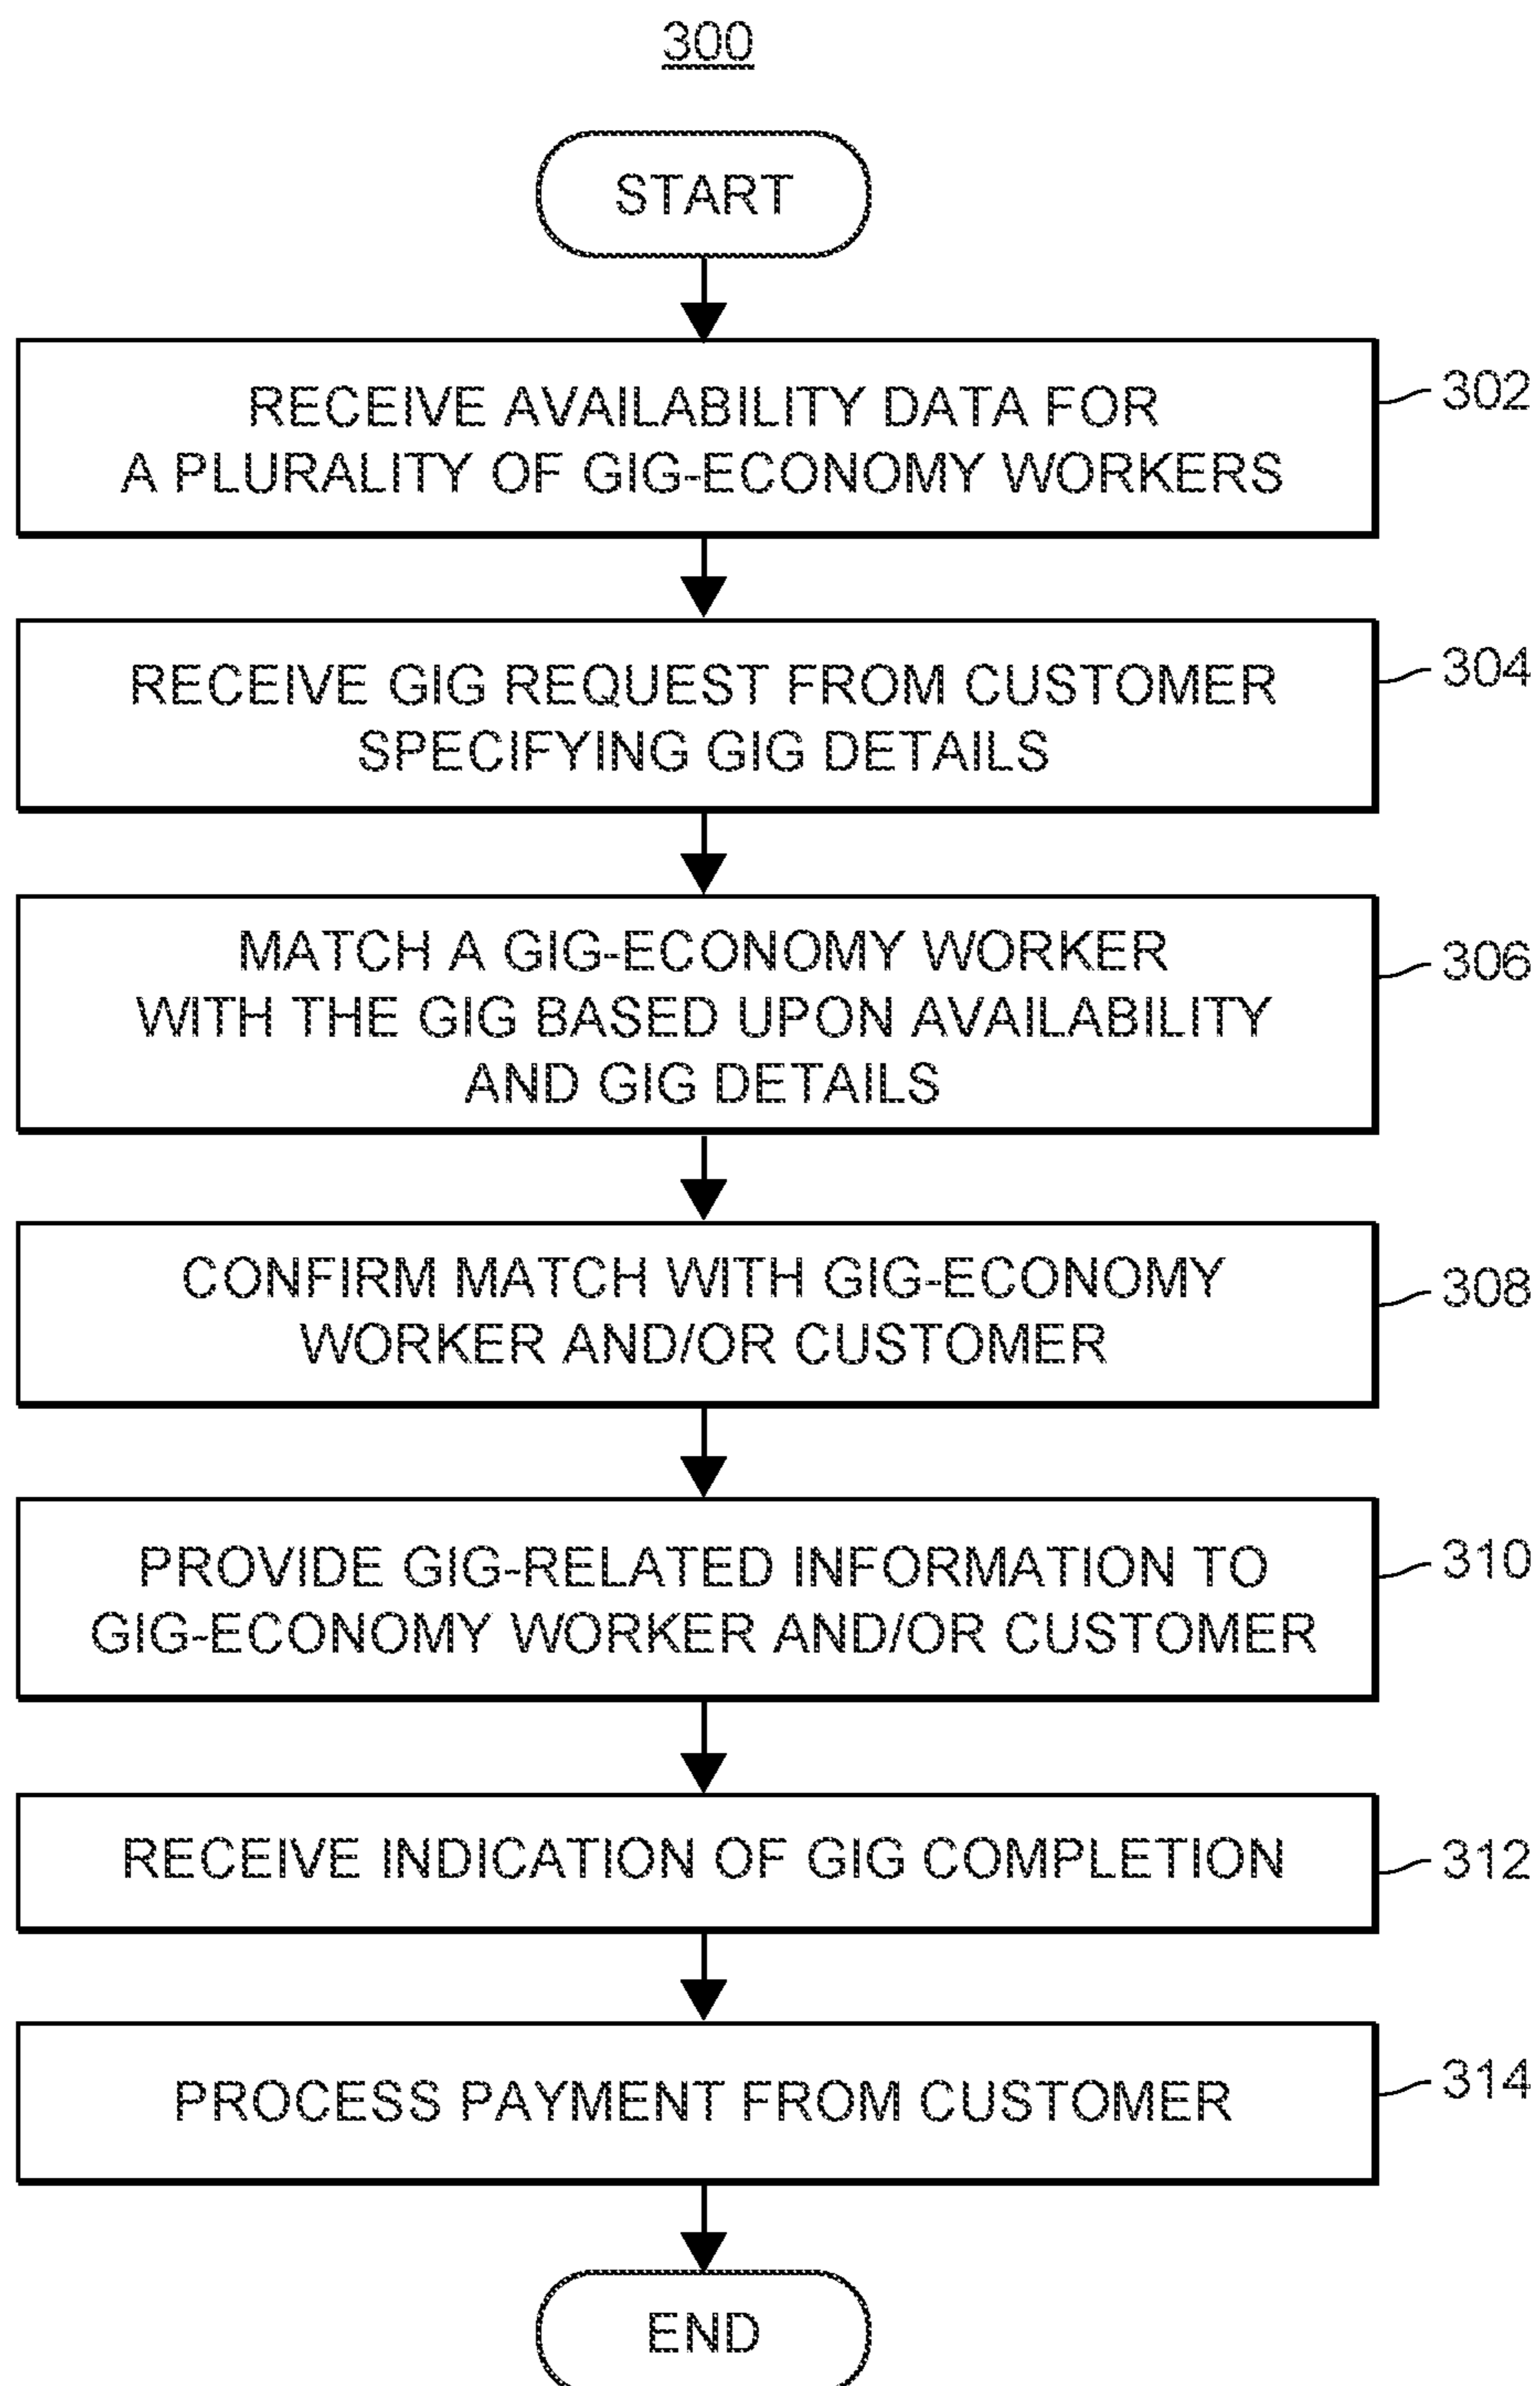 300
START
RECEIVE AVAILABILITY DATA FOR
A PLURALITY OF GIG-ECONOMY WORKERS
302
RECEIVE GIG REQUEST FROM CUSTOMER
SPECIFYING GIG DETAILS
304
MATCH A GIG-ECONOMY WORKER
WITH THE GIG BASED UPON AVAILABILITY
AND GIG DETAILS
306
CONFIRM MATCH WITH GIG-ECONOMY
WORKER AND/OR CUSTOMER
308
PROVIDE GIG-RELATED INFORMATION TO
GIG-ECONOMY WORKER AND/OR CUSTOMER
310
RECEIVE INDICATION OF GIG COMPLETION
312
PROCESS PAYMENT FROM CUSTOMER
314
END